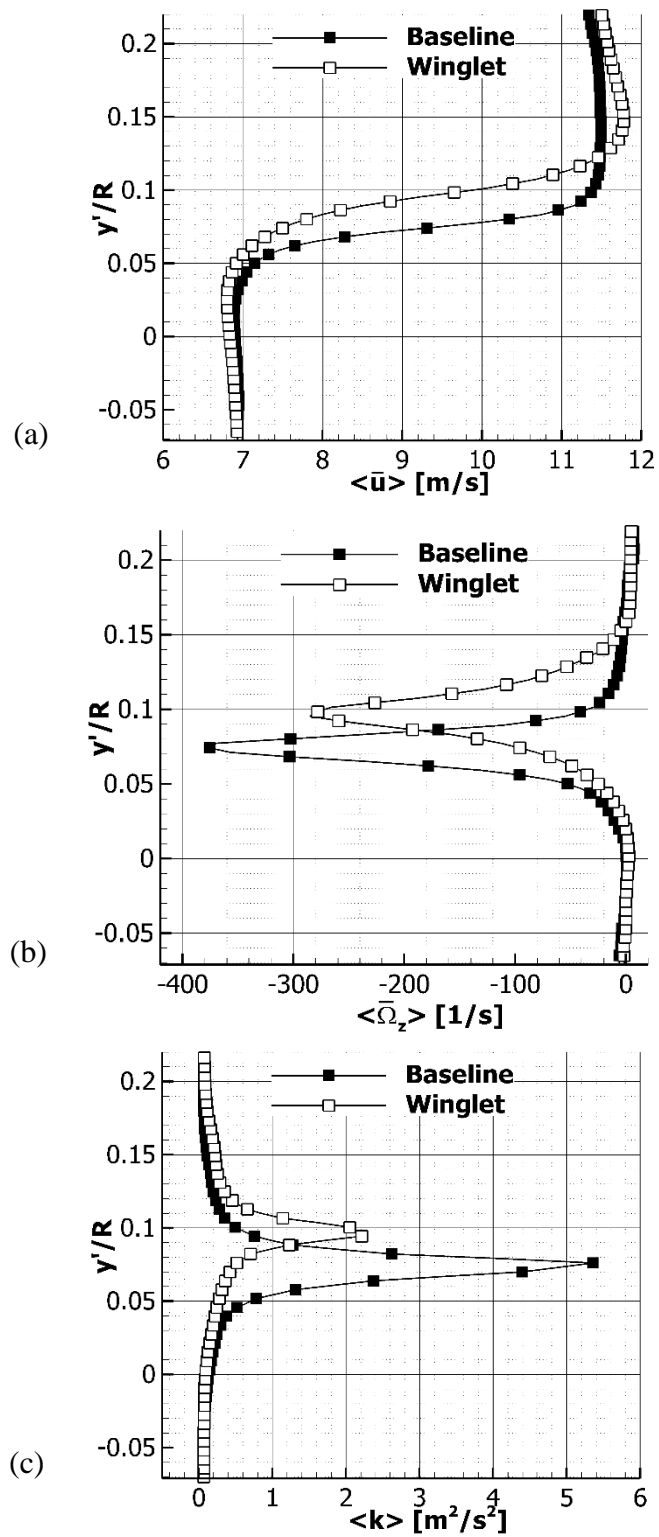 Baseline
Winglet
0.2
0.15
0.1
0.05
0
-0.05
y'/R
6 7 8 9 10 11 12
<ū> [m/s]
(a)
Baseline
Winglet
0.2
0.15
0.1
0.05
0
-0.05
y'/R
-400 -300 -200 -100 0
<Ω̄z> [1/s]
(b)
Baseline
Winglet
0.2
0.15
0.1
0.05
0
-0.05
y'/R
0 1 2 3 4 5 6
<k> [m²/s²]
(c)